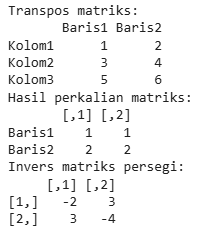 Transpos matriks:
Baris1 Baris2
Kolom1 1 2
Kolom2 3 4
Kolom3 5 6
Hasil perkalian matriks:
[,1] [,2]
Baris1 1 1
Baris2 2 2
Invers matriks persegi:
[,1] [,2]
[1,] -2 3
[2,] 3 -4